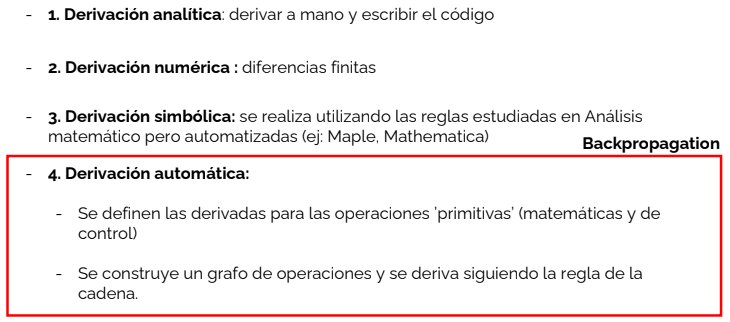 - 1. Derivación analítica: derivar a mano y escribir el código
- 2. Derivación numérica : diferencias finitas
- 3. Derivación simbólica: se realiza utilizando las reglas estudiadas en Análisis
matemático pero automatizadas (ej: Maple, Mathematica)
Backpropagation
- 4. Derivación automática:
- Se definen las derivadas para las operaciones 'primitivas' (matemáticas y de
control)
- Se construye un grafo de operaciones y se deriva siguiendo la regla de la
cadena.